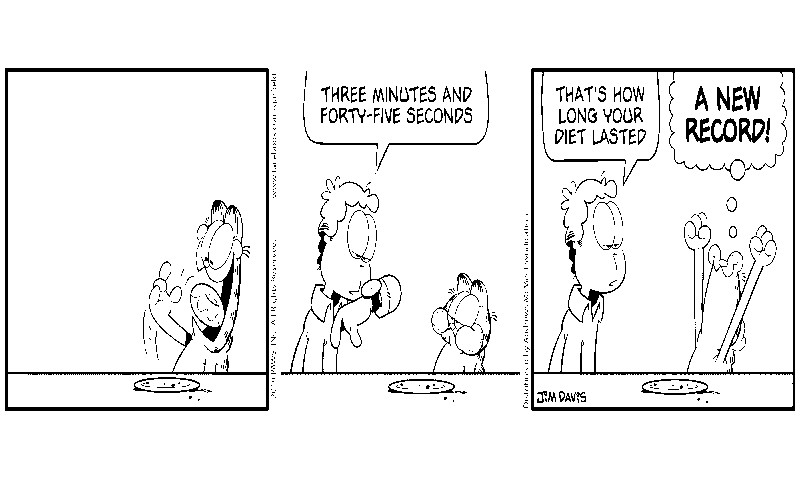 THREE MINUTES AND
FORTY-FIVE SECONDS
THAT'S HOW
LONG YOUR
DIET LASTED
A NEW
RECORD!
JIM DAVIS